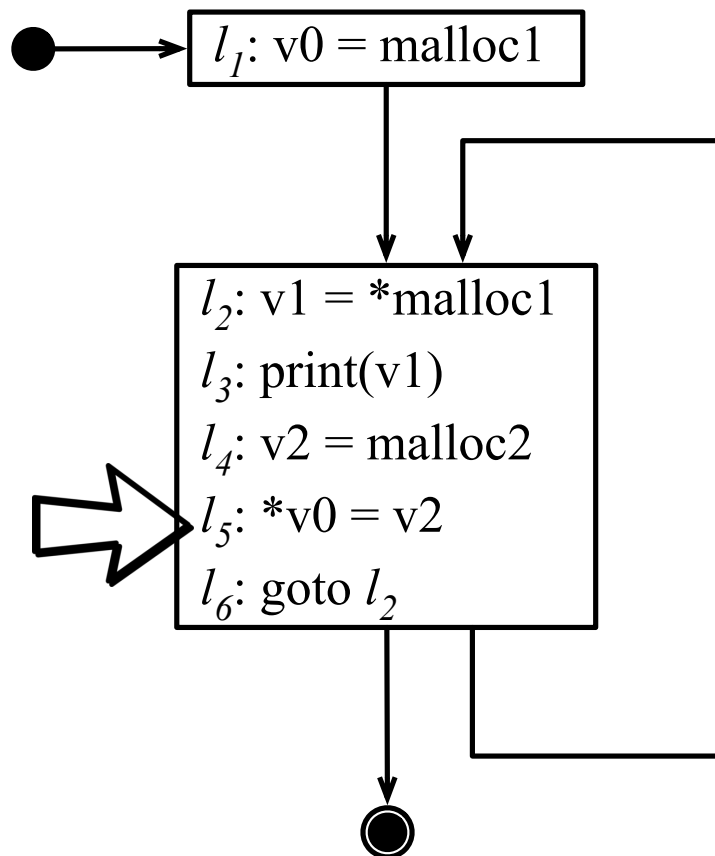 l₁: v0 = malloc1
l₂: v1 = *malloc1
l₃: print(v1)
l₄: v2 = malloc2
l₅: *v0 = v2
l₆: goto l₂